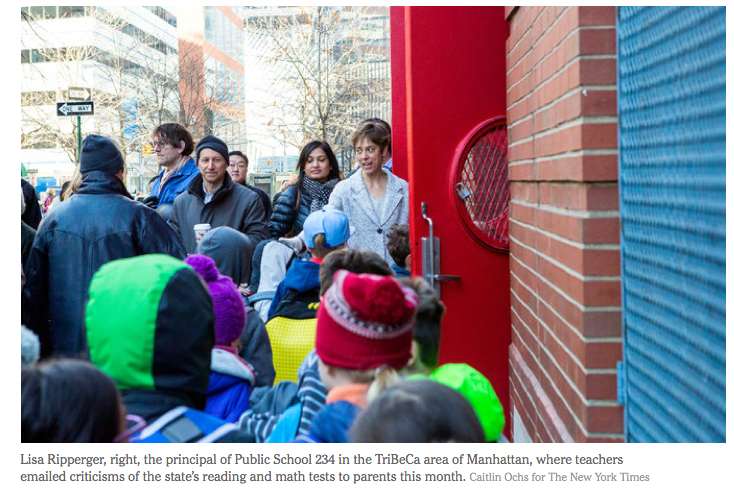 ONE WAY
Lisa Ripperger, right, the principal of Public School 234 in the TriBeCa area of Manhattan, where teachers
emailed criticisms of the state's reading and math tests to parents this month. Caitlin Ochs for The New York Times